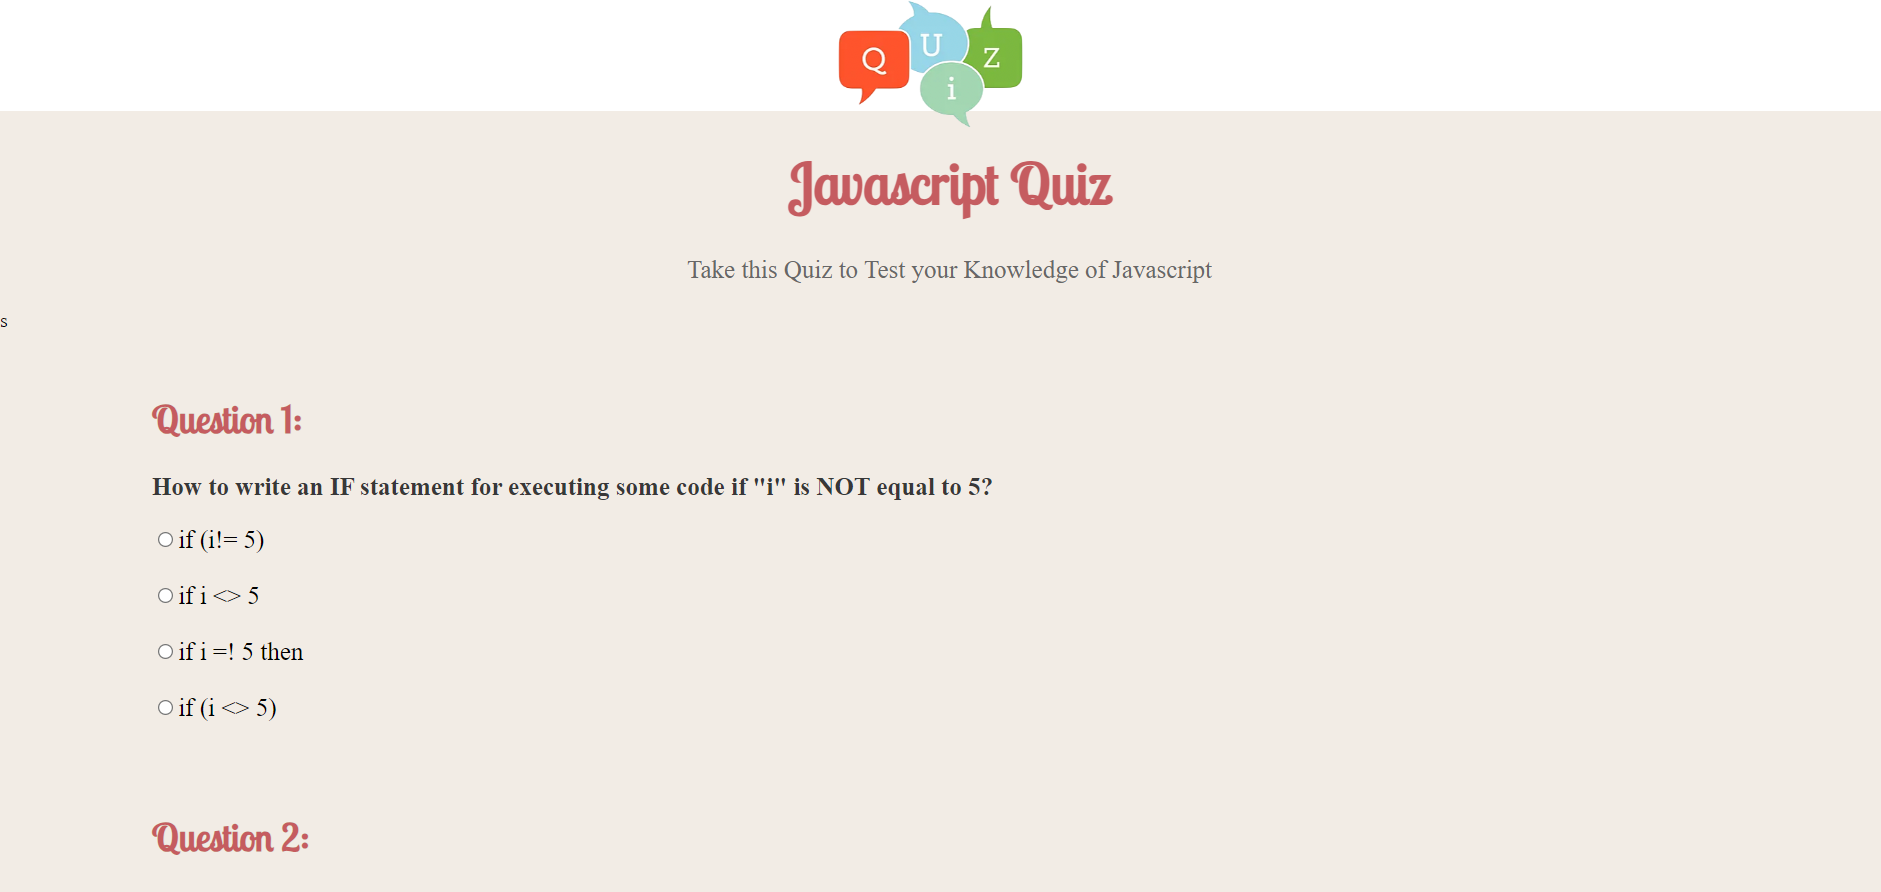 Q U i Z
Javascript Quiz
Take this Quiz to Test your Knowledge of Javascript
s
Question 1:
How to write an IF statement for executing some code if "i" is NOT equal to 5?
if (i!= 5)
if i <> 5
if i =! 5 then
if (i <> 5)
Question 2: